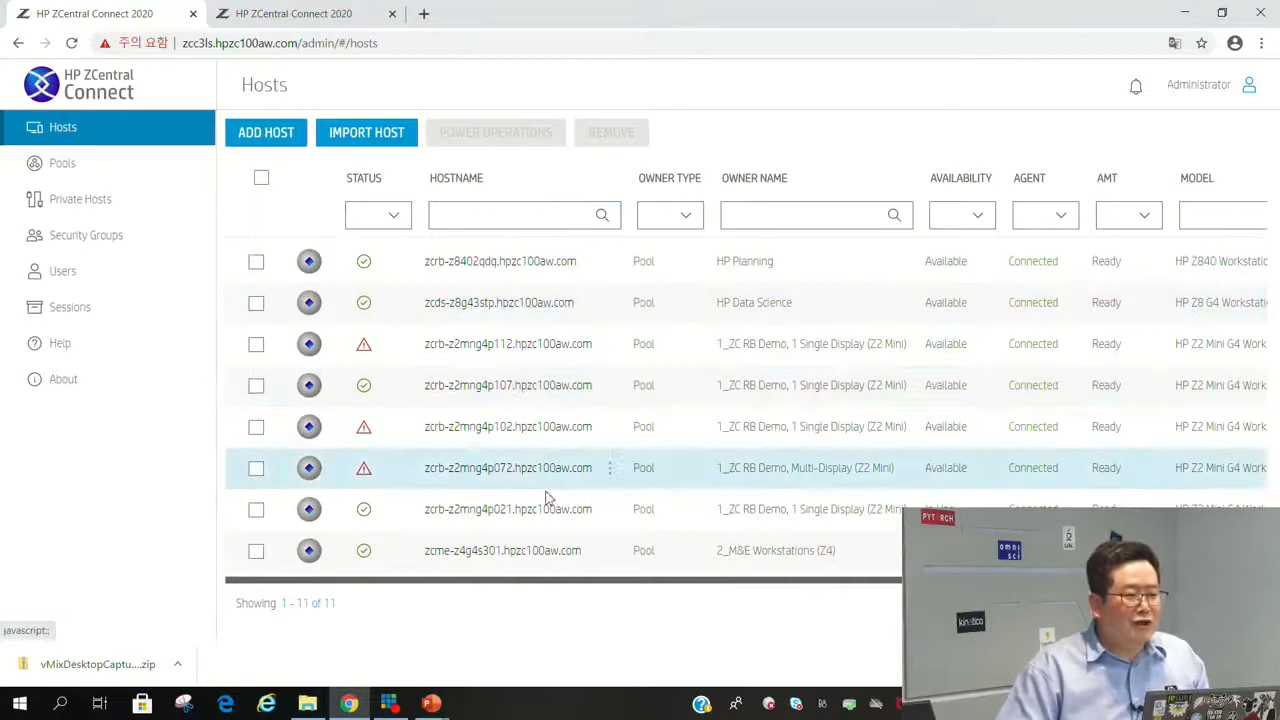 HP ZCentral Connect 2020
HP ZCentral Connect 2020
주의 요함 zcc3ls.hpzc100aw.com/admin/#/hosts
HP ZCentral
Connect
Hosts
Administrator
Hosts
Pools
Private Hosts
Security Groups
Users
Sessions
Help
About
ADD HOST IMPORT HOST POWER OPERATIONS REMOVE
STATUS HOSTNAME OWNER TYPE OWNER NAME AVAILABILITY AGENT AMT MODEL
zcrb-z8402qdq.hpzc100aw.com Pool HP Planning Available Connected Ready HP Z840 Workstati
zcds-z8g43stp.hpzc100aw.com Pool HP Data Science Available Connected Ready HP Z8 G4 Workstati
zcrb-z2mng4p112.hpzc100aw.com Pool 1_ZC RB Demo, 1 Single Display (Z2 Mini) Available Connected Ready HP Z2 Mini G4 Work
zcrb-z2mng4p107.hpzc100aw.com Pool 1_ZC RB Demo, 1 Single Display (Z2 Mini) Available Connected Ready HP Z2 Mini G4 Work
zcrb-z2mng4p102.hpzc100aw.com Pool 1_ZC RB Demo, 1 Single Display (Z2 Mini) Available Connected Ready HP Z2 Mini G4 Work
zcrb-z2mng4p072.hpzc100aw.com Pool 1_ZC RB Demo, Multi-Display (Z2 Mini) Available Connected Ready HP Z2 Mini G4 Work
zcrb-z2mng4p021.hpzc100aw.com Pool 1_ZC RB Demo, 1 Single Display (Z2 Mini)
zcme-z4g4s301.hpzc100aw.com Pool 2_M&E Workstations (Z4)
Showing 1 - 11 of 11
javascript:;
vMixDesktopCaptu....zip
omni
sci
kinetica